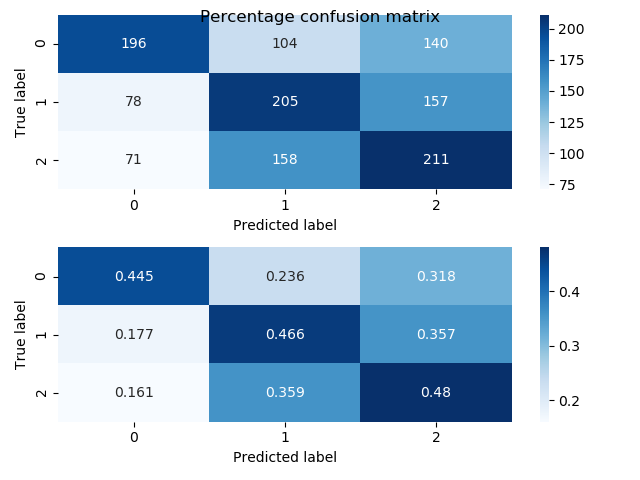 Percentage confusion matrix
True label
0 196 104 140
1 78 205 157
2 71 158 211
0 1 2
Predicted label
200
175
150
125
100
75
True label
0 0.445 0.236 0.318
1 0.177 0.466 0.357
2 0.161 0.359 0.48
0 1 2
Predicted label
0.4
0.3
0.2